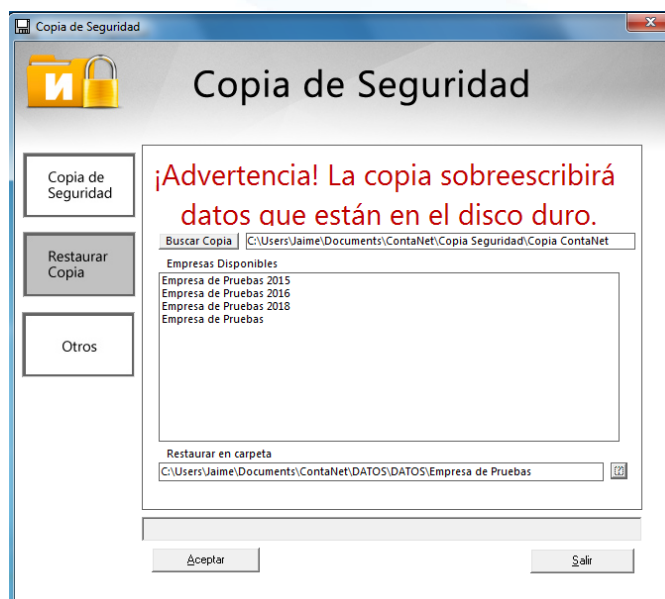 Copia de Seguridad
Copia de Seguridad
Copia de
Seguridad
Restaurar
Copia
Otros
¡Advertencia! La copia sobreescribirá
datos que están en el disco duro.
Buscar Copia C:\Users\Jaime\Documents\ContaNet\Copia Seguridad\Copia ContaNet
Empresas Disponibles
Empresa de Pruebas 2015
Empresa de Pruebas 2016
Empresa de Pruebas 2018
Empresa de Pruebas
Restaurar en carpeta
C:\Users\Jaime\Documents\ContaNet\DATOS\DATOS\Empresa de Pruebas
Aceptar Salir